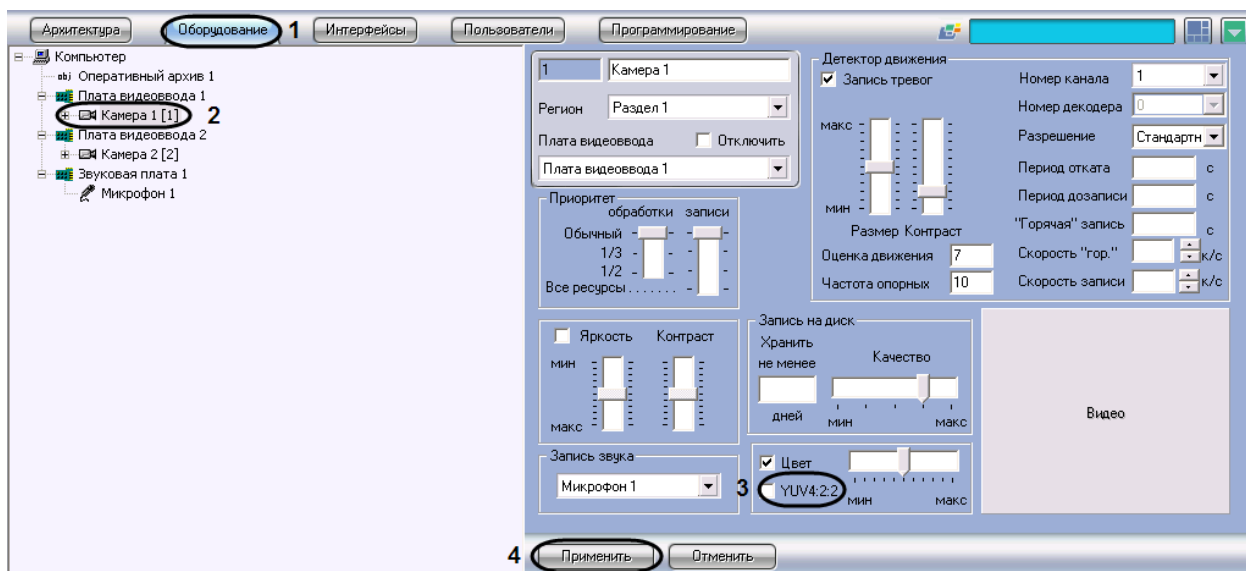 Архитектура Оборудование 1 Интерфейсы Пользователи Программирование
Компьютер
abj Оперативный архив 1
Плата видеоввода 1
Камера 1 [1] 2
Плата видеоввода 2
Камера 2 [2]
Звуковая плата 1
Микрофон 1
1 Камера 1
Регион Раздел 1
Плата видеоввода Отключить
Плата видеоввода 1
Приоритет
обработки записи
Обычный
1/3
1/2
Все ресурсы.......
Яркость Контраст
мин
макс
Запись звука
Микрофон 1
Детектор движения
Запись тревог
макс
мин
Размер Контраст
Оценка движения 7
Частота опорных 10
Номер канала 1
Номер декодера 0
Разрешение Стандартн
Период отката с
Период дозаписи с
"Горячая" запись с
Скорость "гор." к/с
Скорость записи к/с
Запись на диск
Хранить
не менее
дней
Качество
мин макс
Цвет
3 YUV4:2:2
мин макс
Видео
4 Применить Отменить